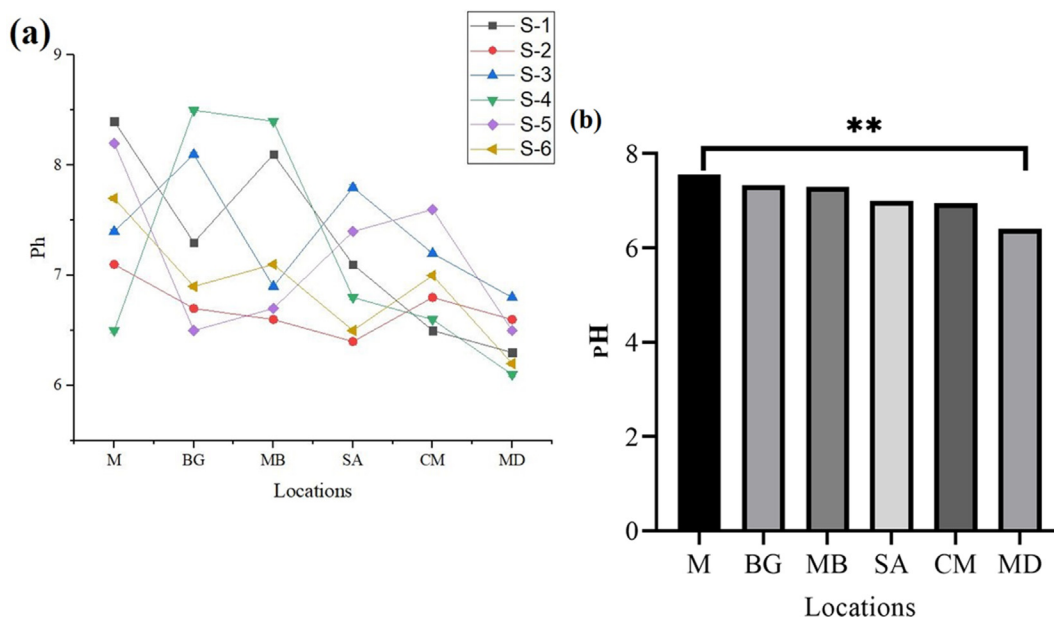 (a)
S-1
S-2
S-3
S-4
S-5
S-6
9
8
7
6
Ph
M BG MB SA CM MD
Locations
(b)
**
8
6
4
2
0
pH
M BG MB SA CM MD
Locations